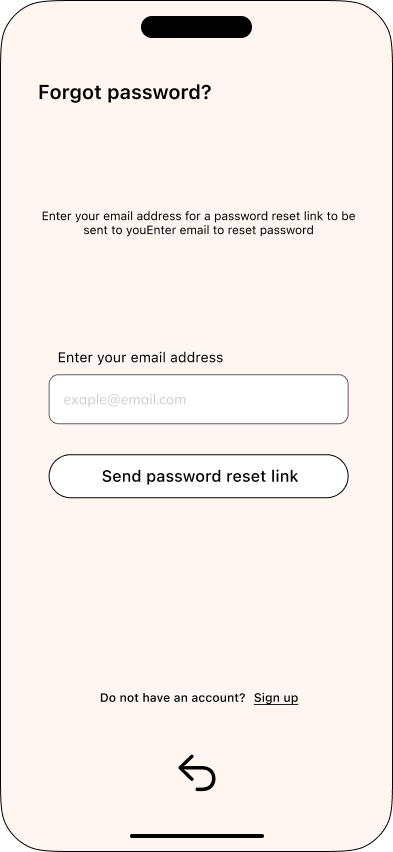 Forgot password?
Enter your email address for a password reset link to be
sent to youEnter email to reset password
Enter your email address
exaple@email.com
Send password reset link
Do not have an account? Sign up